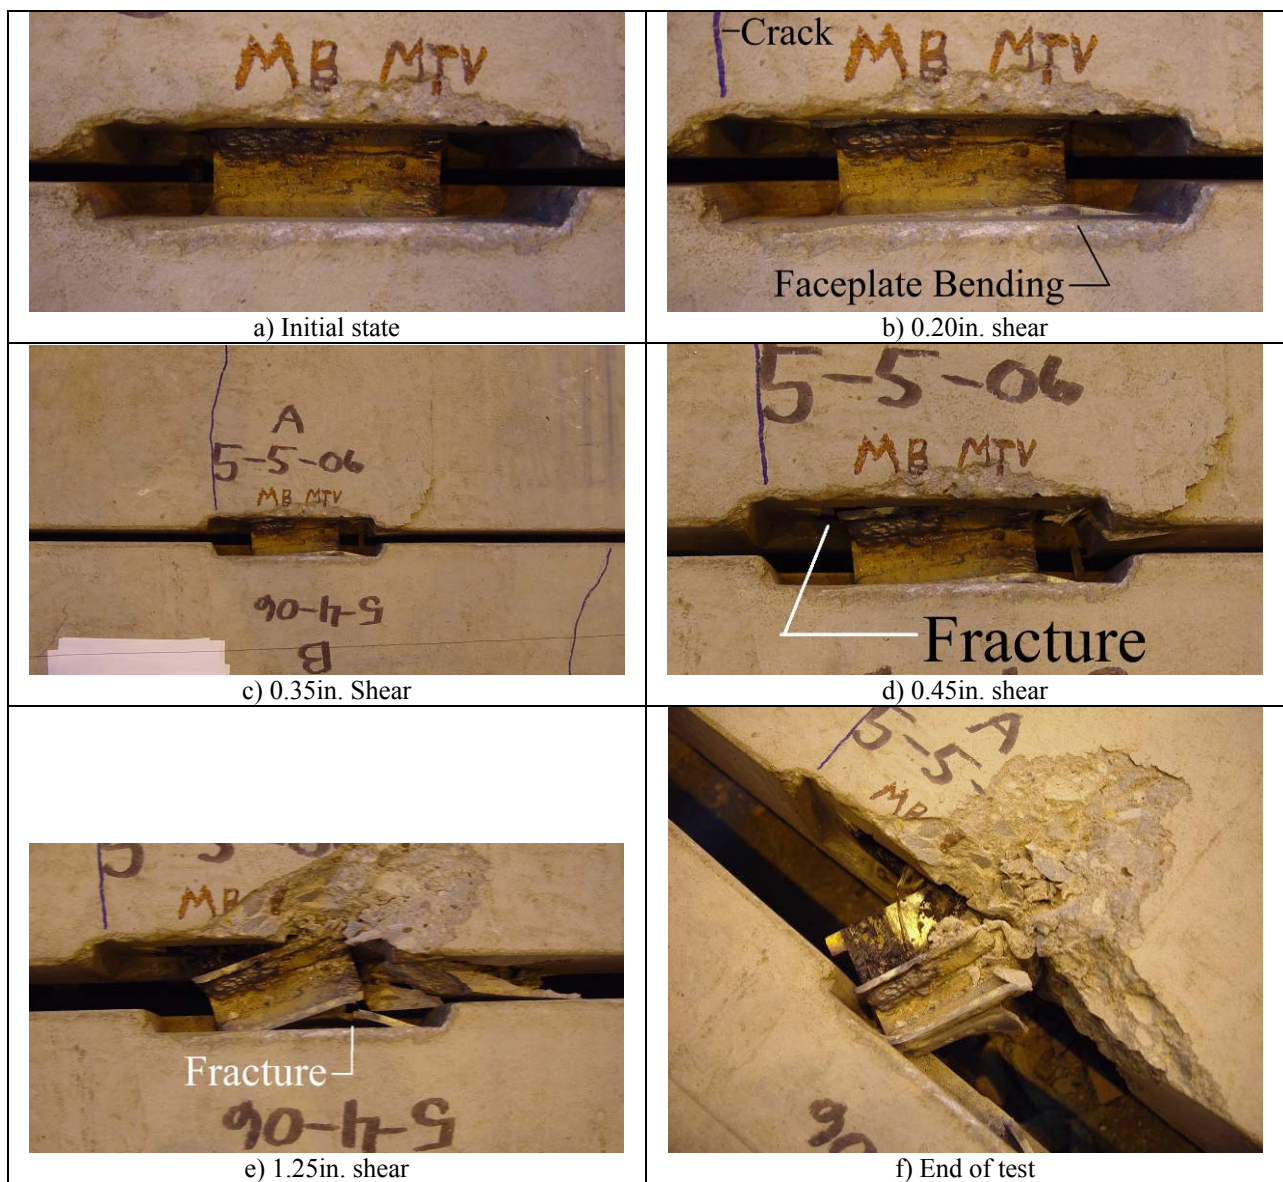 MB MTV
a) Initial state
Crack
MB MTV
Faceplate Bending
b) 0.20in. shear
A
5-5-06
MB MTV
5-4-06
B
c) 0.35in. Shear
5-5-06
MB MTV
Fracture
d) 0.45in. shear
MB
Fracture
5-4-06
e) 1.25in. shear
A
5-5-
MB
06
f) End of test